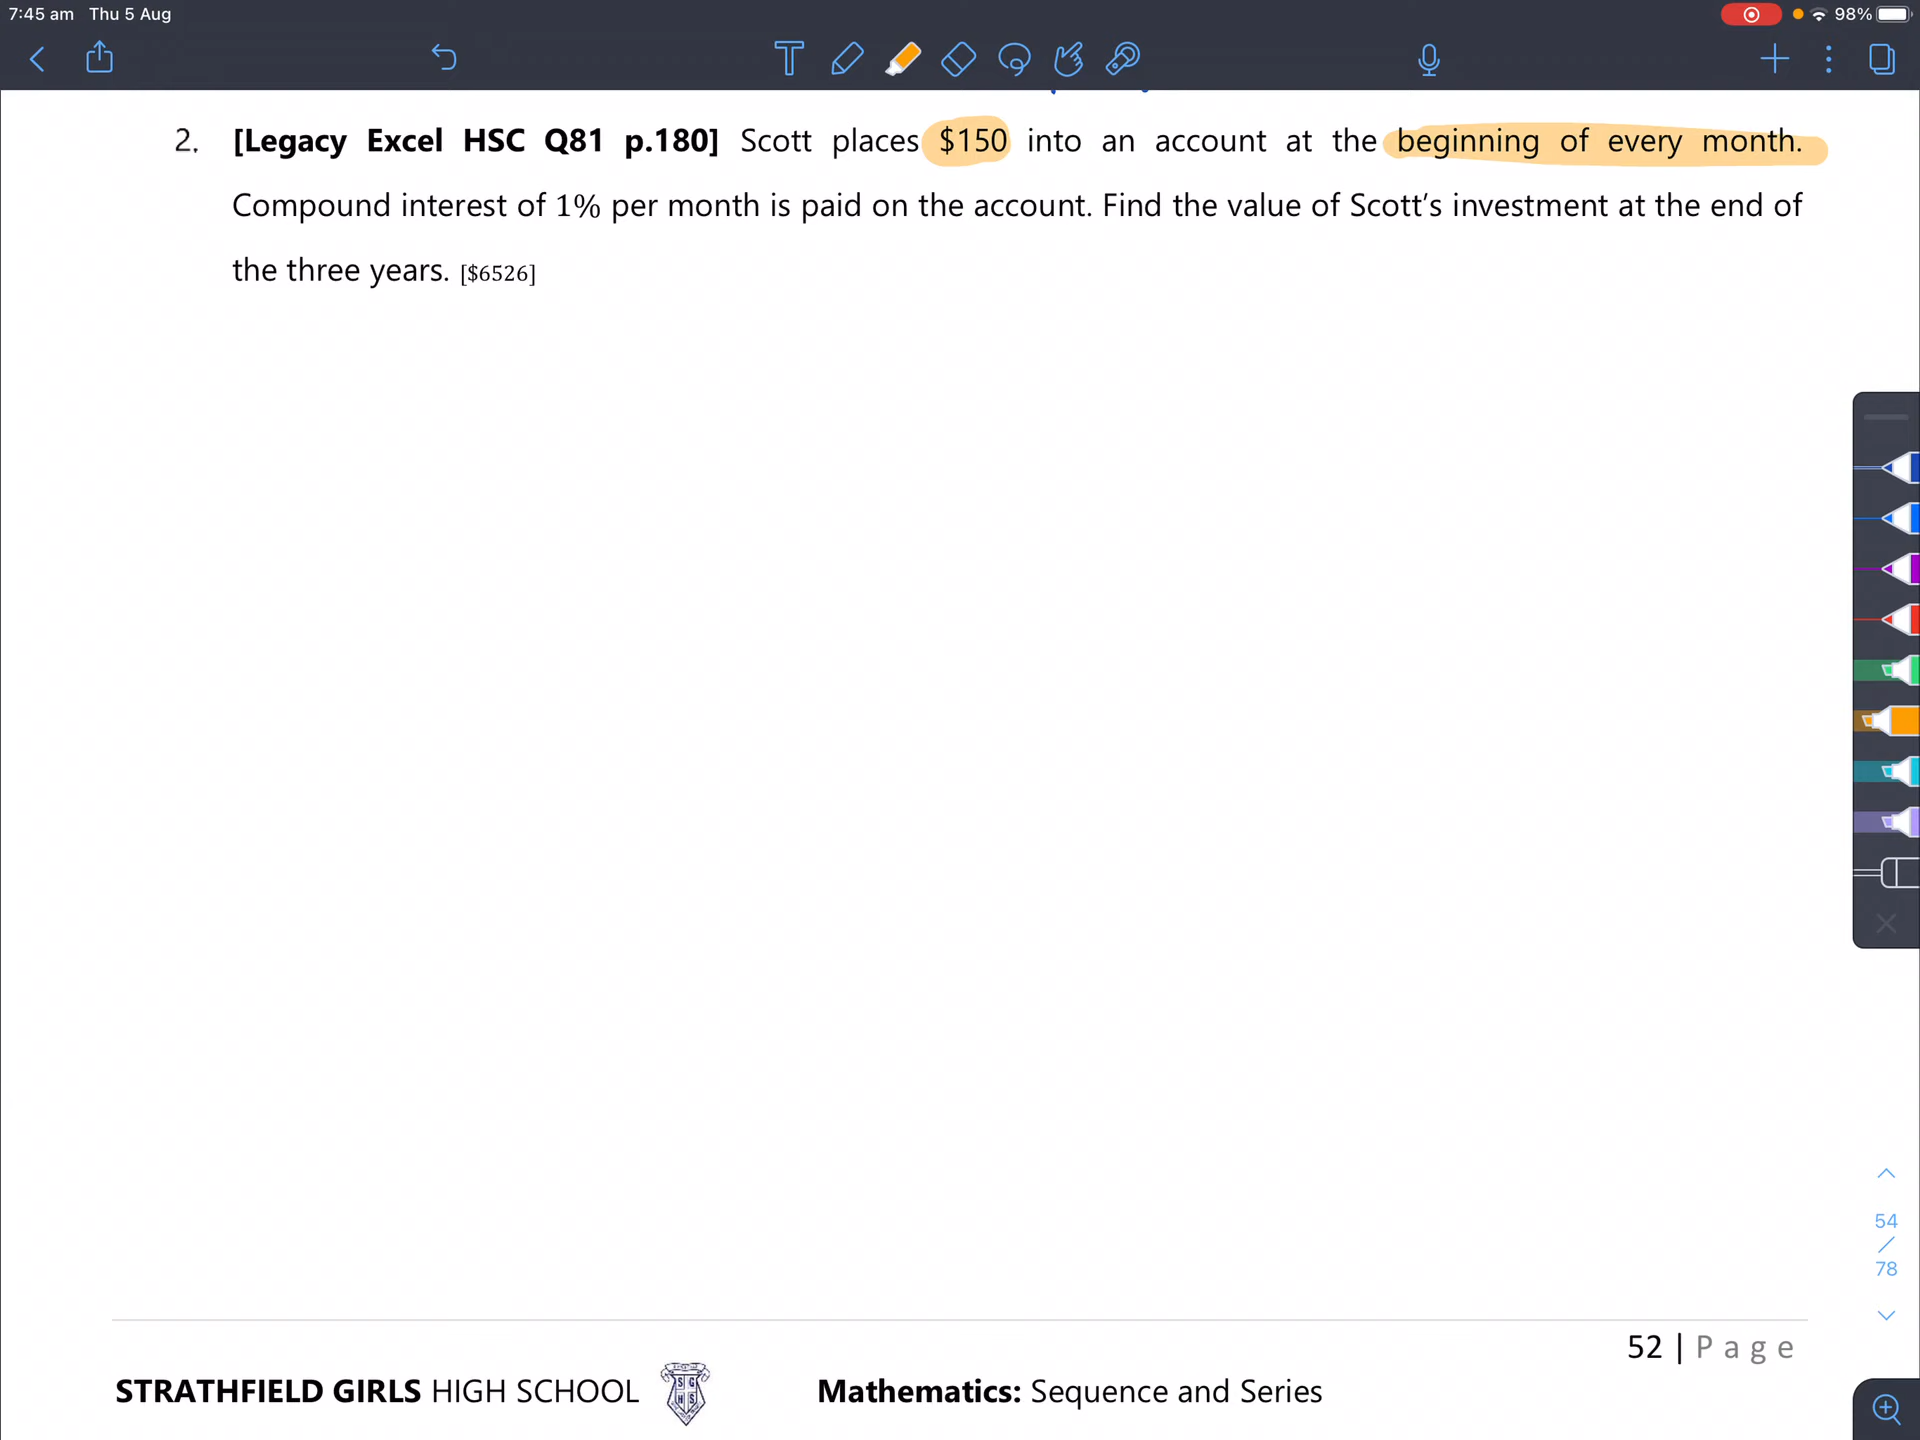 7:45 am Thu 5 Aug
98%
2. [Legacy Excel HSC Q81 p.180] Scott places $150 into an account at the beginning of every month.
Compound interest of 1% per month is paid on the account. Find the value of Scott’s investment at the end of
the three years. [$6526]
54
/
78
52 | Page
STRATHFIELD GIRLS HIGH SCHOOL
S G
H S
Mathematics: Sequence and Series